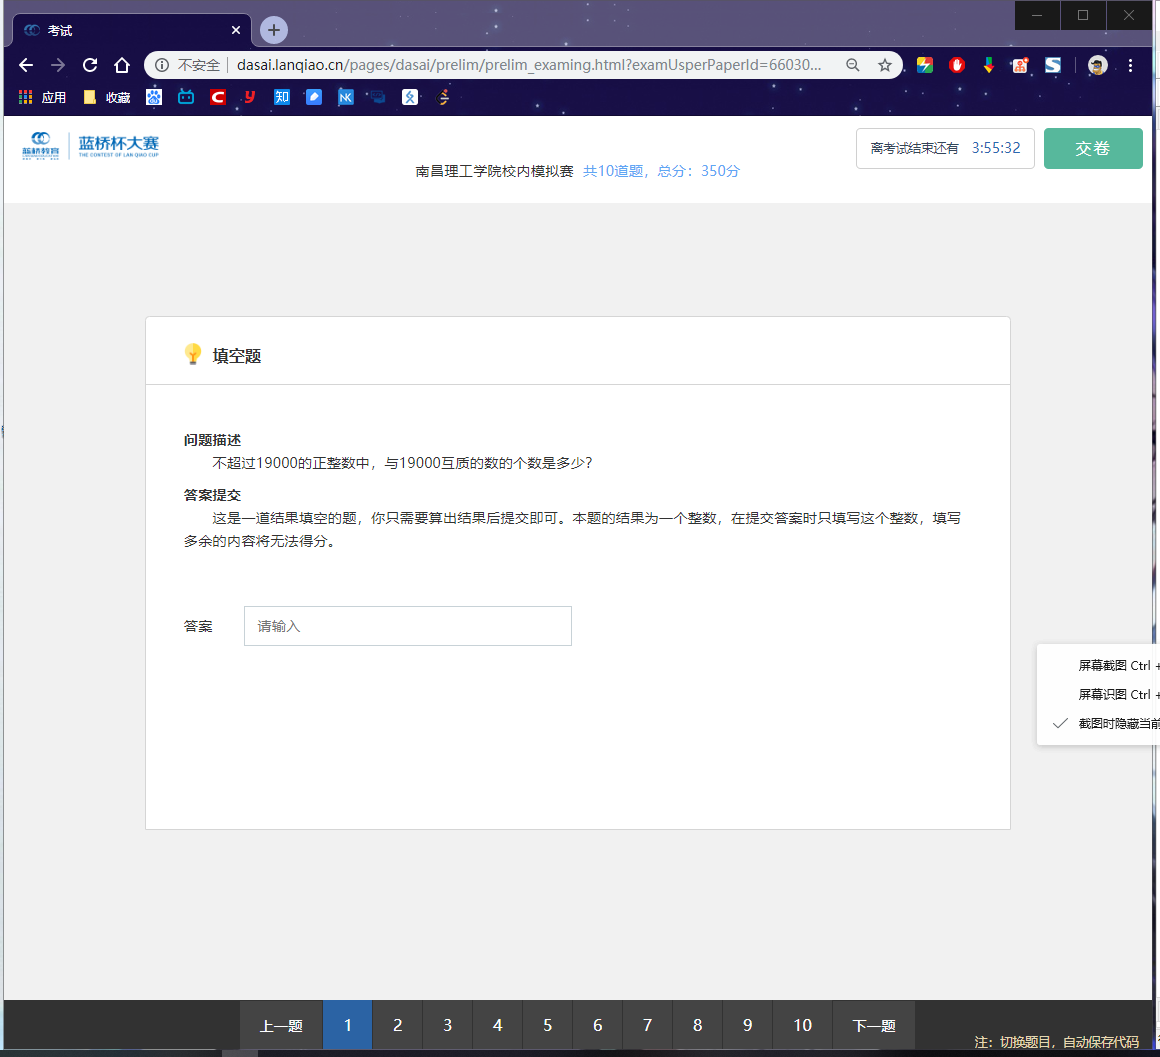 考试
不安全 dasai.lanqiao.cn/pages/dasai/prelim/prelim_examing.html?examUsperPaperId=66030...
应用 收藏 知 NK
蓝桥教育 蓝桥杯大赛
THE CONTEST OF LAN QIAO CUP
离考试结束还有 3:55:32
交卷
南昌理工学院校内模拟赛 共10道题，总分：350分
填空题
问题描述
不超过19000的正整数中，与19000互质的数的个数是多少？
答案提交
这是一道结果填空的题，你只需要算出结果后提交即可。本题的结果为一个整数，在提交答案时只填写这个整数，填写
多余的内容将无法得分。
答案 请输入
屏幕截图 Ctrl +
屏幕识图 Ctrl +
截图时隐藏当前
上一题 1 2 3 4 5 6 7 8 9 10 下一题
注：切换题目，自动保存代码